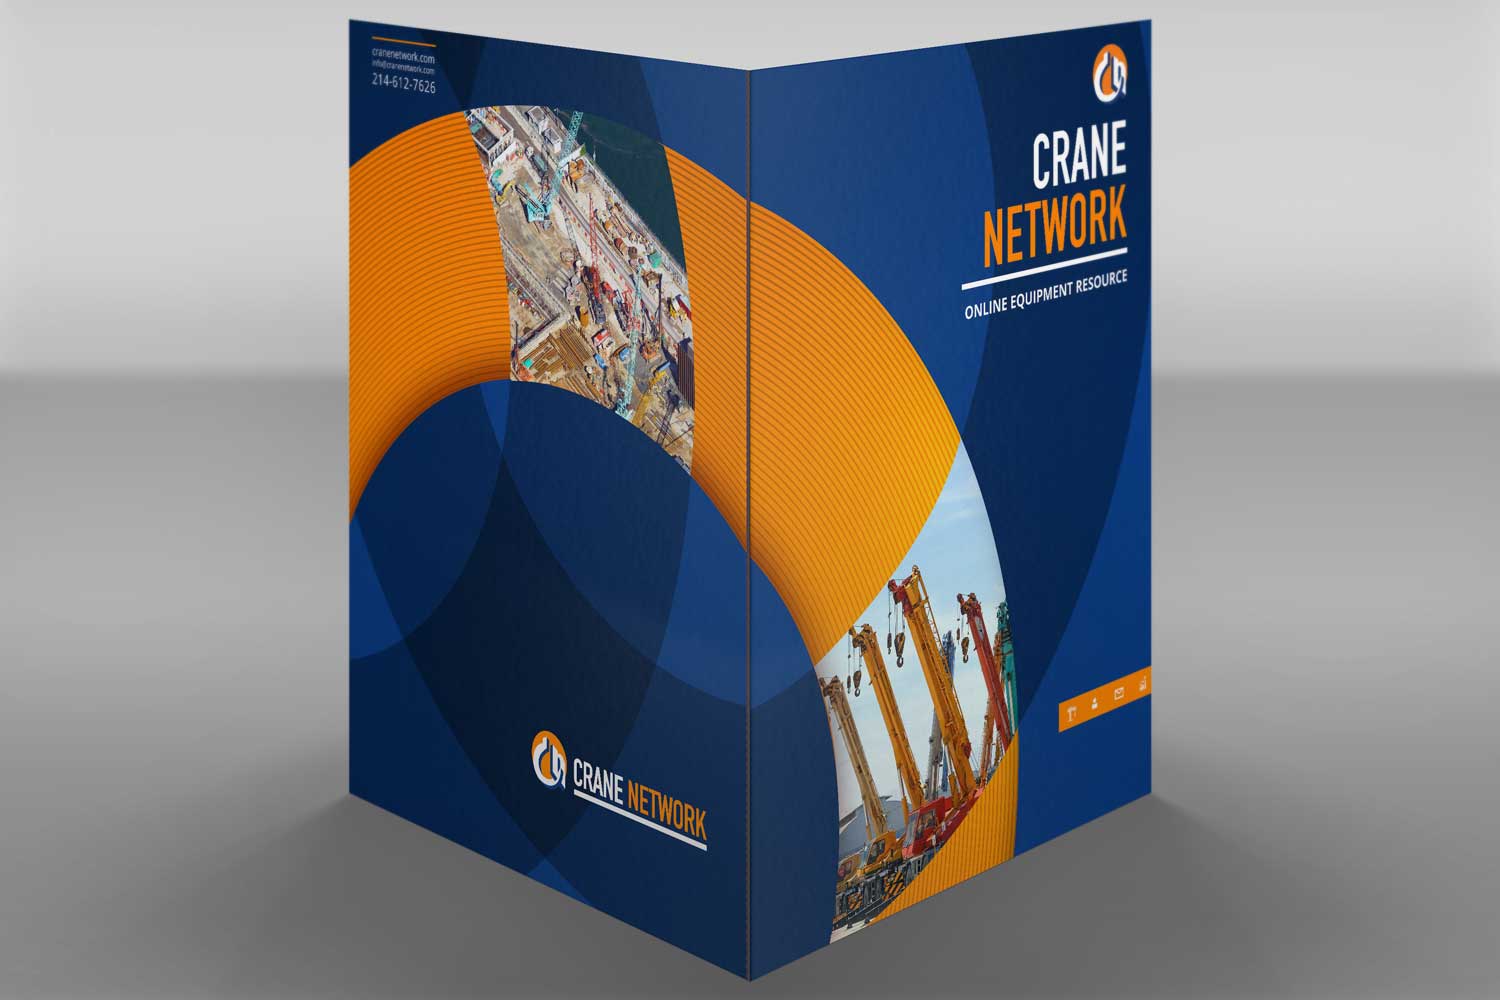 cranenetwork.com
info@cranenetwork.com
214-612-7626
CRANE NETWORK
CRANE
NETWORK
ONLINE EQUIPMENT RESOURCE